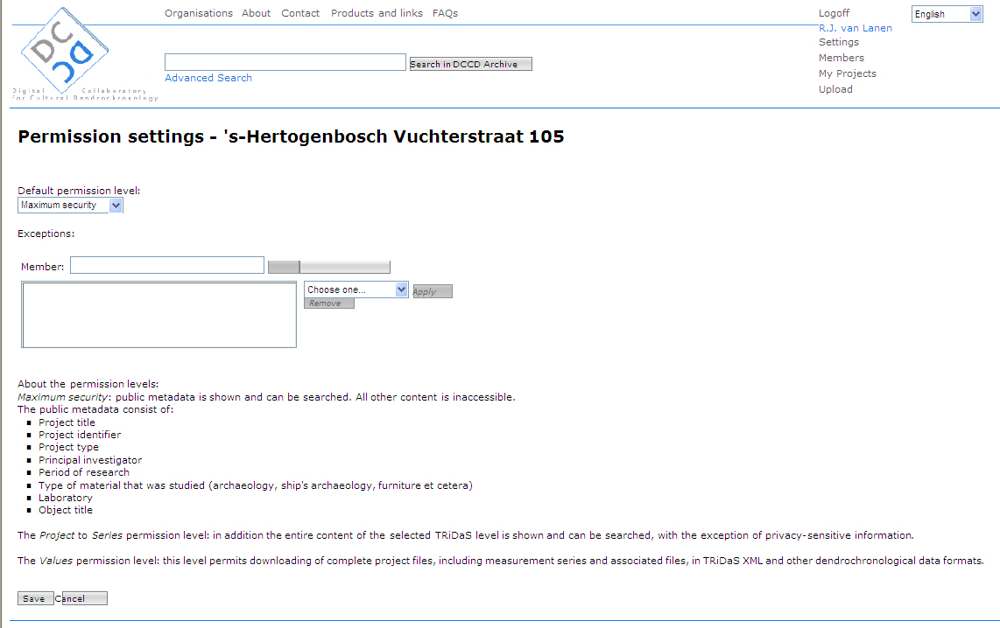 Organisations About Contact Products and links FAQs
Logoff
English
R.J. van Lanen
Settings
Members
My Projects
Upload
DCCD
Digital Collaboratory
for Cultural Dendrochronology
Search in DCCD Archive
Advanced Search
Permission settings - 's-Hertogenbosch Vuchterstraat 105
Default permission level:
Maximum security
Exceptions:
Member:
Choose one...
Apply
Remove
About the permission levels:
Maximum security: public metadata is shown and can be searched. All other content is inaccessible.
The public metadata consist of:
Project title
Project identifier
Project type
Principal investigator
Period of research
Type of material that was studied (archaeology, ship's archaeology, furniture et cetera)
Laboratory
Object title
The Project to Series permission level: in addition the entire content of the selected TRiDaS level is shown and can be searched, with the exception of privacy-sensitive information.
The Values permission level: this level permits downloading of complete project files, including measurement series and associated files, in TRiDaS XML and other dendrochronological data formats.
Save Cancel